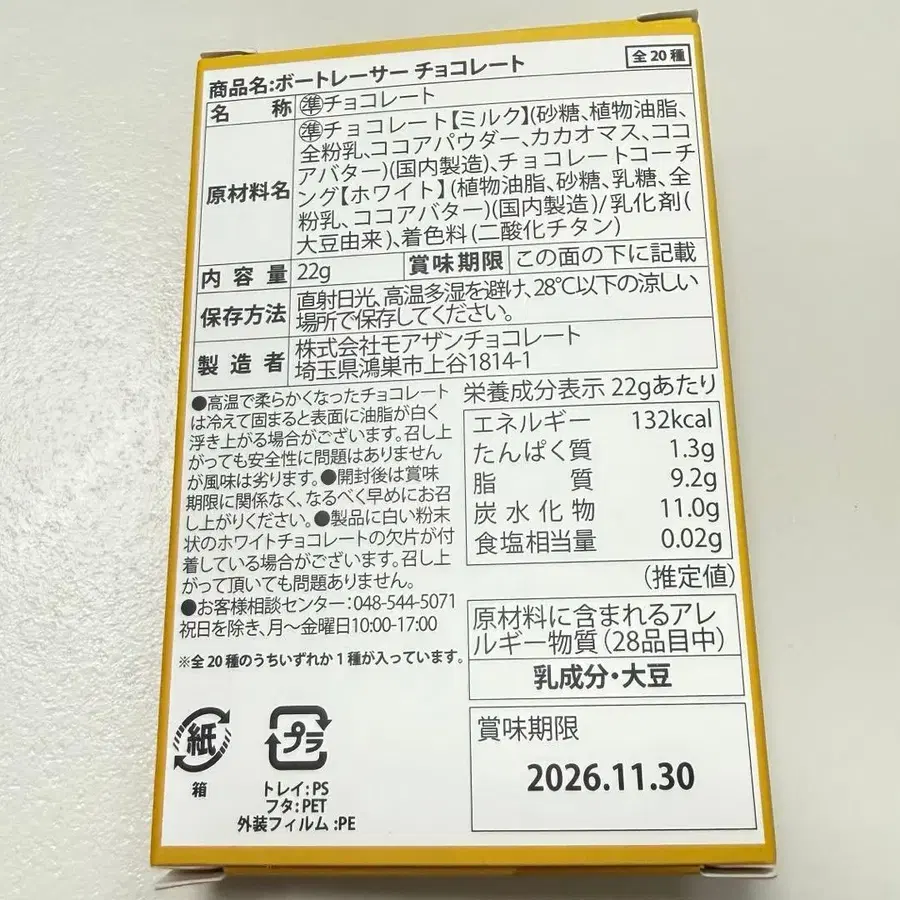 商品名:ボートレーサー チョコレート
全20種
名称 ㊜チョコレート
原材料名
チョコレート【ミルク】(砂糖、植物油脂、
全粉乳、ココアパウダー、カカオマス、ココ
アバター)(国内製造)、チョコレートコーチ
ング【ホワイト】(植物油脂、砂糖、乳糖、全
粉乳、ココアバター)(国内製造)/乳化剤(
大豆由来)、着色料(二酸化チタン)
内容量 22g 賞味期限 この面の下に記載
保存方法
直射日光、高温多湿を避け、28℃以下の涼しい
場所で保存してください。
製造者
株式会社モアザンチョコレート
埼玉県鴻巣市上谷1814-1
●高温で柔らかくなったチョコレート
は冷えて固まると表面に油脂が白く
浮き上がる場合がございます。召し上
がっても安全性に問題はありません
が風味は劣ります。●開封後は賞味
期限に関係なく、なるべく早めにお召
し上がりください。●製品に白い粉末
状のホワイトチョコレートの欠片が付
着している場合がございます。召し上
がって頂いても問題ありません。
●お客様相談センター:048-544-5071
祝日を除き、月～金曜日10:00-17:00
※全20種のうちいずれか1種が入っています。
栄養成分表示 22gあたり
エネルギー 132kcal
たんぱく質 1.3g
脂質 9.2g
炭水化物 11.0g
食塩相当量 0.02g
(推定値)
原材料に含まれるアレ
ルギー物質(28品目中)
乳成分・大豆
賞味期限
2026.11.30
紙
箱
プラ
トレイ:PS
フタ:PET
外装フィルム:PE